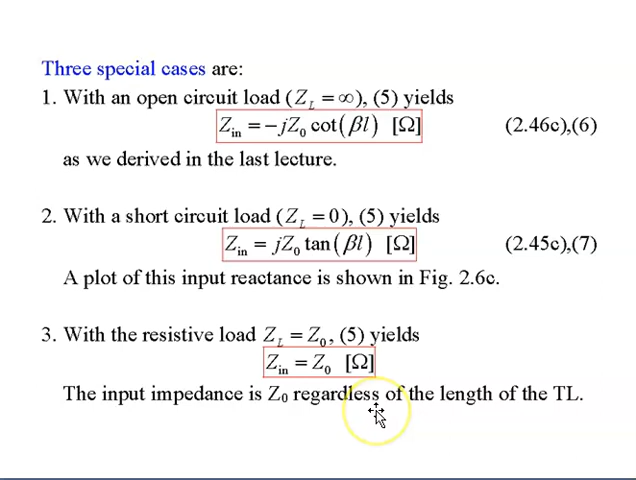 Three special cases are:
1. With an open circuit load (Z_L = ∞), (5) yields
Z_in = −jZ_0 cot(βl) [Ω] (2.46c),(6)
as we derived in the last lecture.
2. With a short circuit load (Z_L = 0), (5) yields
Z_in = jZ_0 tan(βl) [Ω] (2.45c),(7)
A plot of this input reactance is shown in Fig. 2.6c.
3. With the resistive load Z_L = Z_0, (5) yields
Z_in = Z_0 [Ω]
The input impedance is Z_0 regardless of the length of the TL.